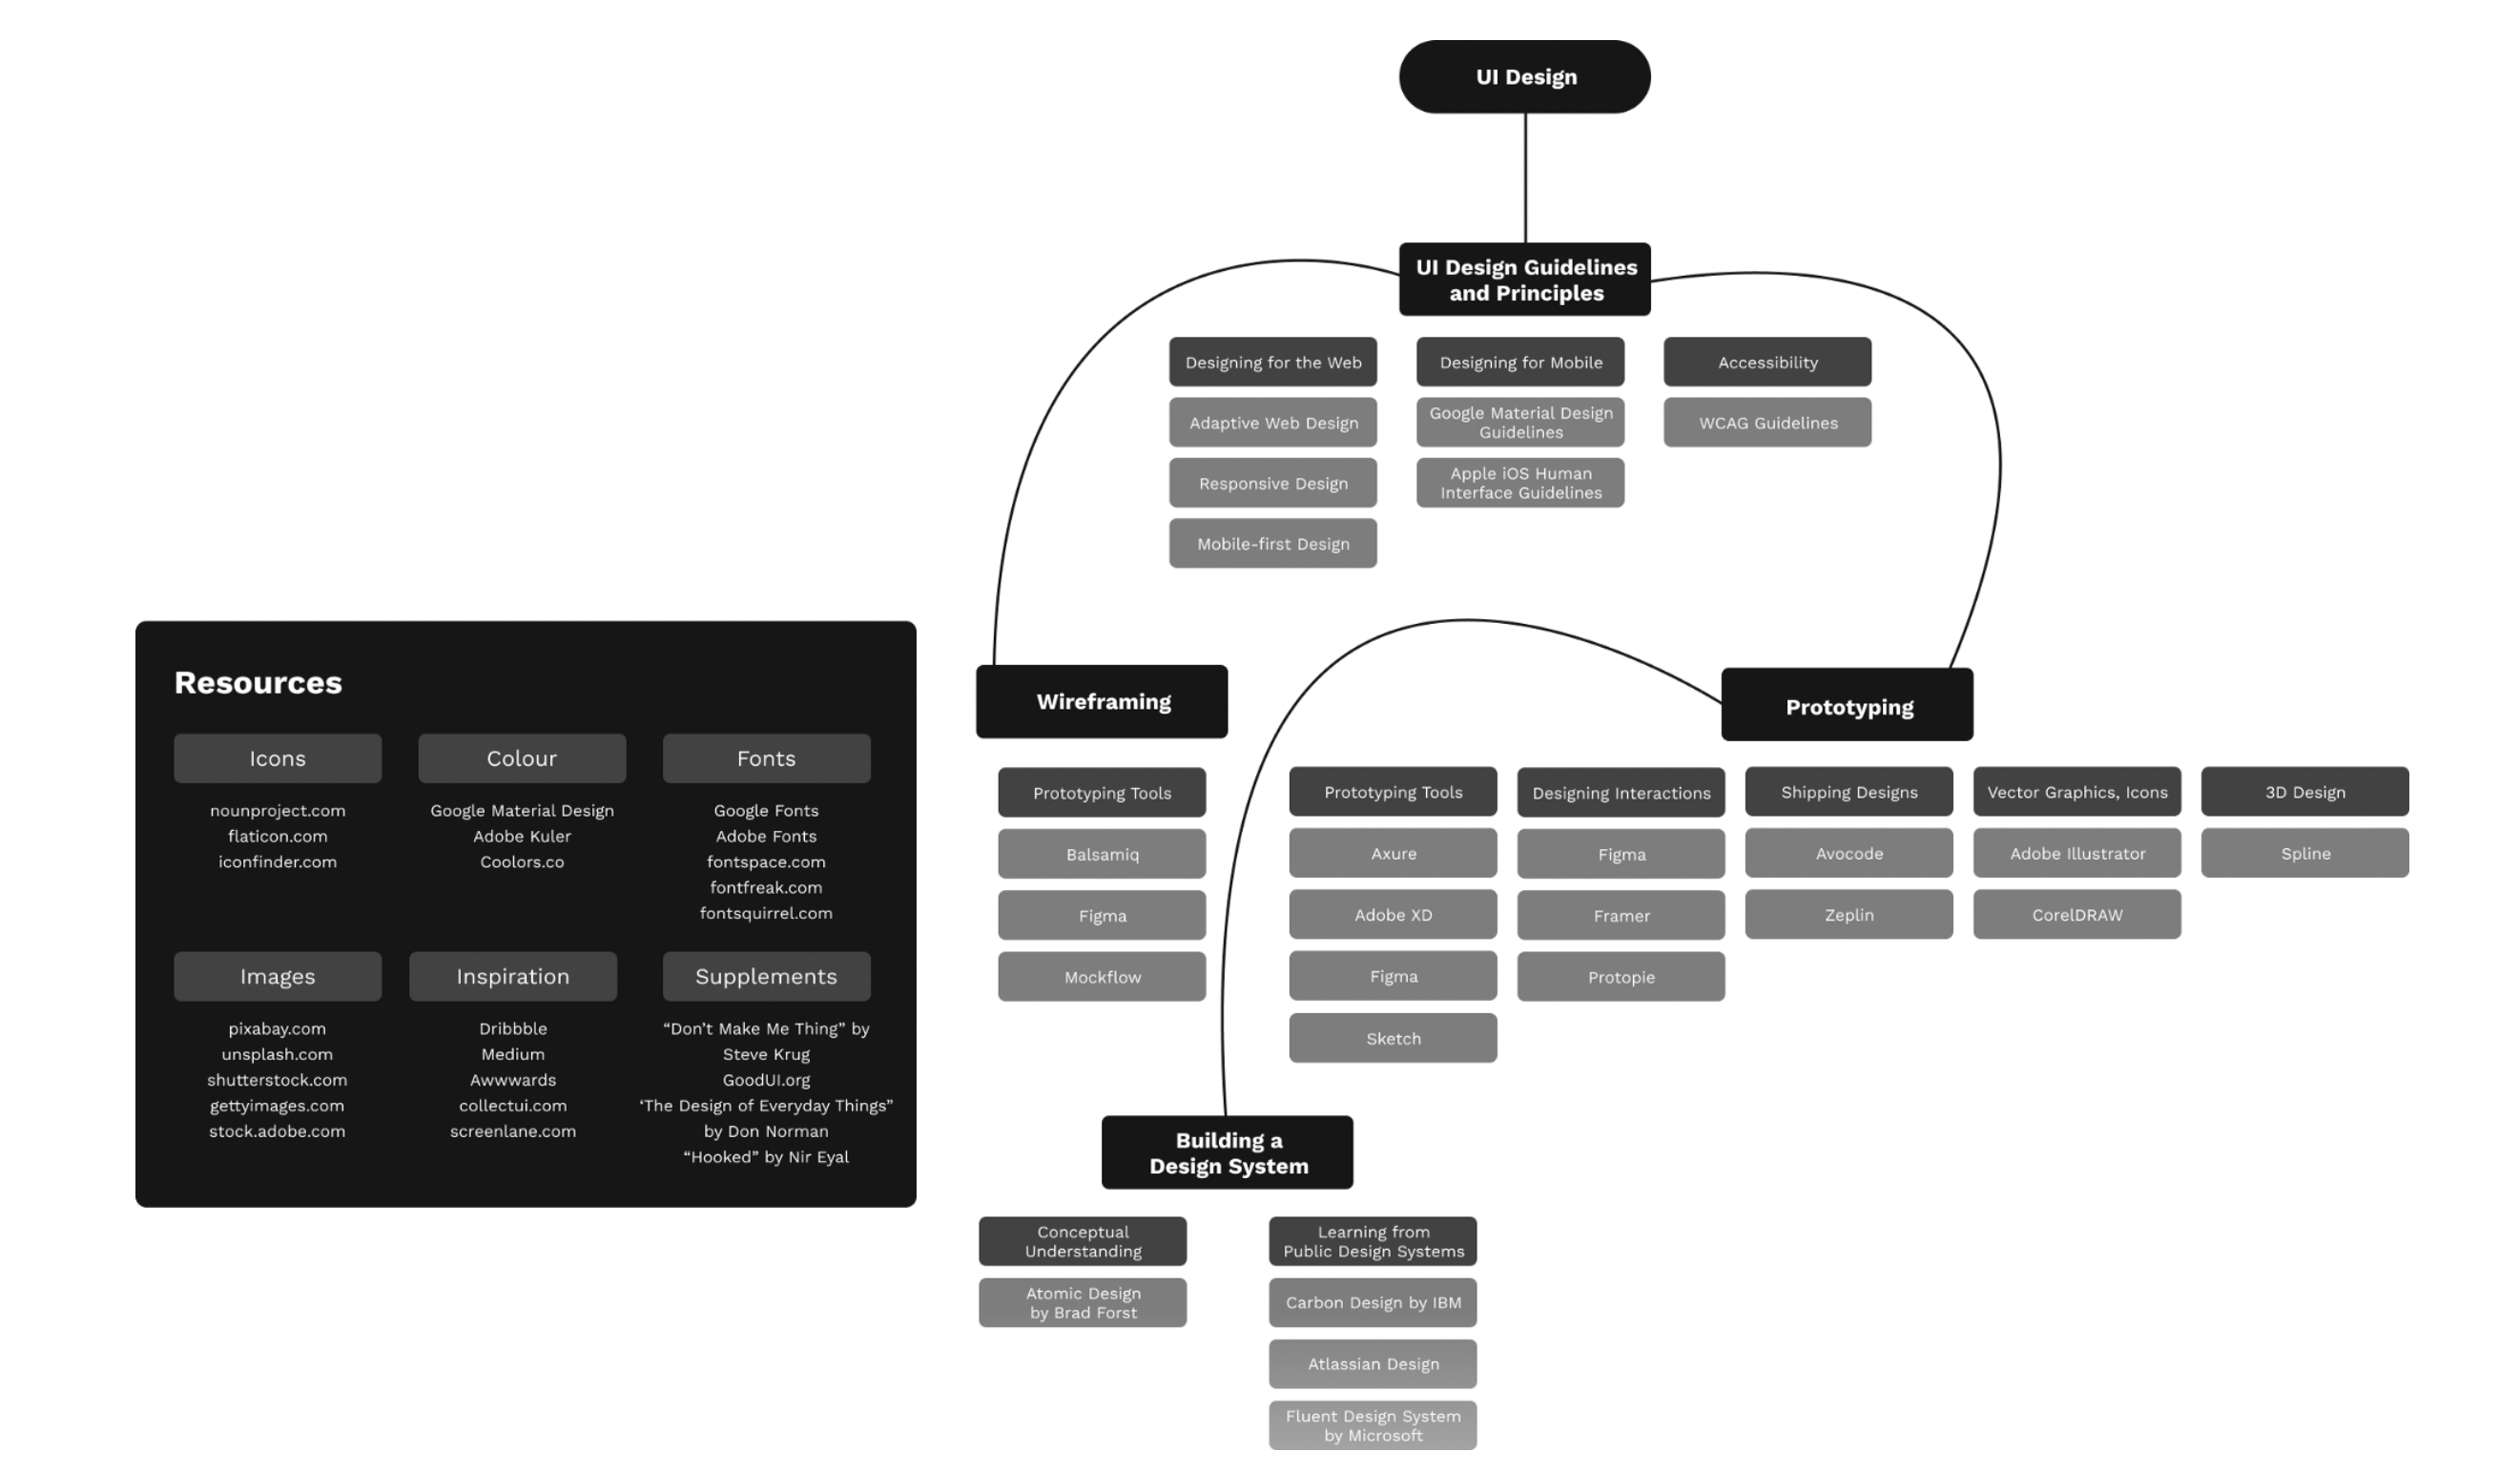 UI Design
UI Design Guidelines
and Principles
Designing for the Web
Adaptive Web Design
Responsive Design
Mobile-first Design
Designing for Mobile
Google Material Design
Guidelines
Apple iOS Human
Interface Guidelines
Accessibility
WCAG Guidelines
Resources
Icons
nounproject.com
flaticon.com
iconfinder.com
Colour
Google Material Design
Adobe Kuler
Coolors.co
Fonts
Google Fonts
Adobe Fonts
fontspace.com
fontfreak.com
fontsquirrel.com
Images
pixabay.com
unsplash.com
shutterstock.com
gettyimages.com
stock.adobe.com
Inspiration
Dribbble
Medium
Awwwards
collectui.com
screenlane.com
Supplements
“Don’t Make Me Thing” by
Steve Krug
GoodUI.org
‘The Design of Everyday Things”
by Don Norman
“Hooked” by Nir Eyal
Wireframing
Prototyping Tools
Balsamiq
Figma
Mockflow
Prototyping
Prototyping Tools
Axure
Adobe XD
Figma
Sketch
Designing Interactions
Figma
Framer
Protopie
Shipping Designs
Avocode
Zeplin
Vector Graphics, Icons
Adobe Illustrator
CorelDRAW
3D Design
Spline
Building a
Design System
Conceptual
Understanding
Atomic Design
by Brad Forst
Learning from
Public Design Systems
Carbon Design by IBM
Atlassian Design
Fluent Design System
by Microsoft